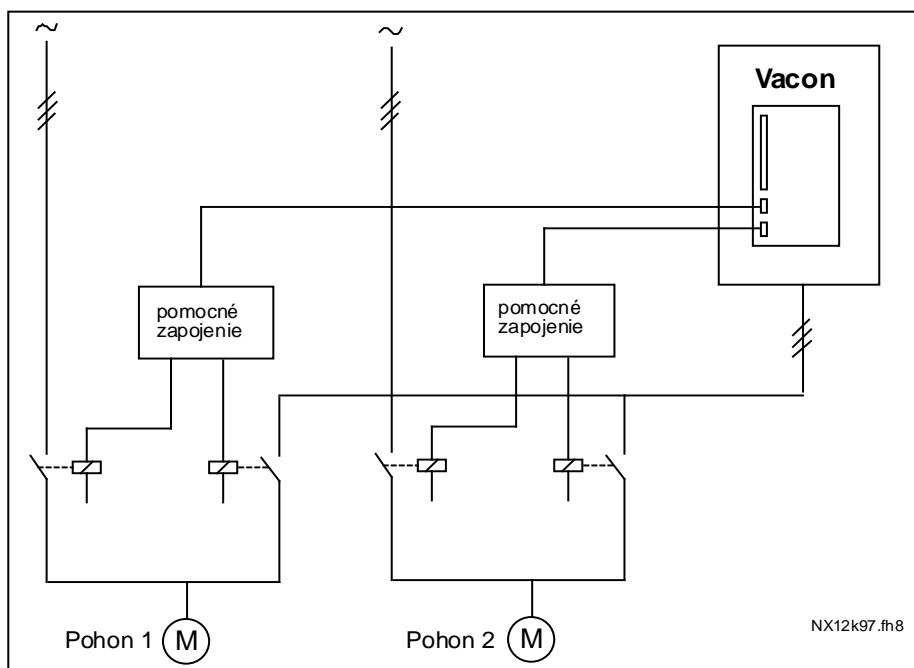 ~
~
Vacon
pomocné
zapojenie
pomocné
zapojenie
Pohon 1
M
Pohon 2
M
NX12k97.fh8